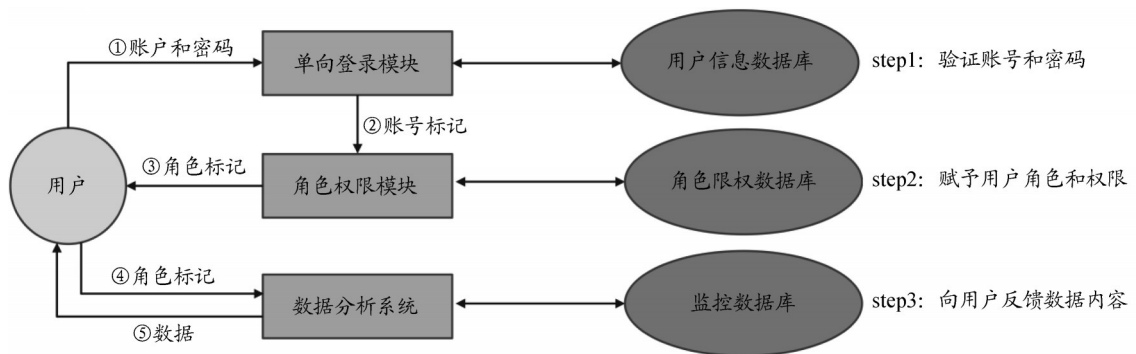 ①账户和密码
单向登录模块
用户信息数据库
step1: 验证账号和密码
②账号标记
③角色标记
用户
角色权限模块
角色限权数据库
step2: 赋予用户角色和权限
④角色标记
数据分析系统
监控数据库
step3: 向用户反馈数据内容
⑤数据